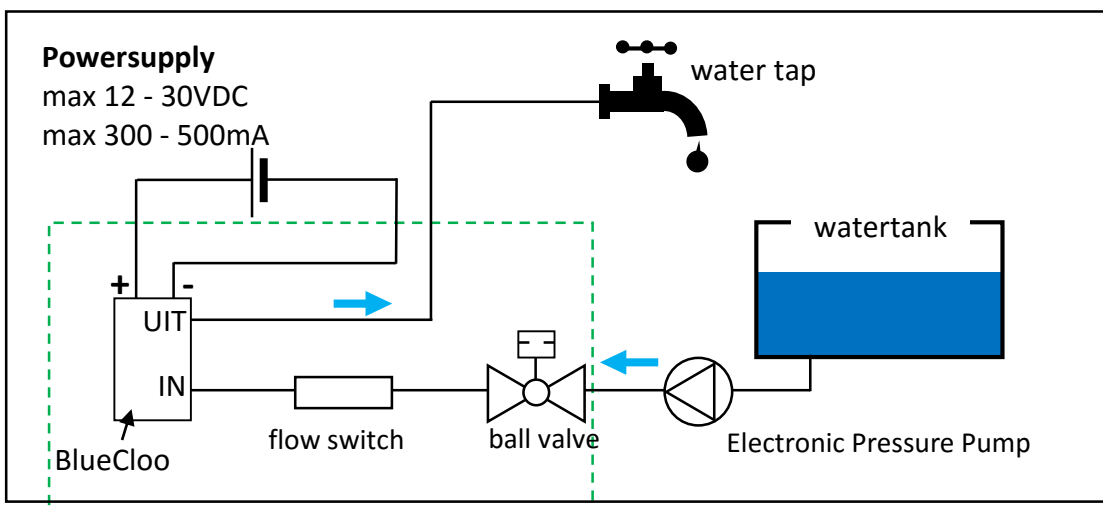 Powersupply
max 12 - 30VDC
max 300 - 500mA
water tap
watertank
+ -
UIT
IN
flow switch
ball valve
Electronic Pressure Pump
BlueCloo